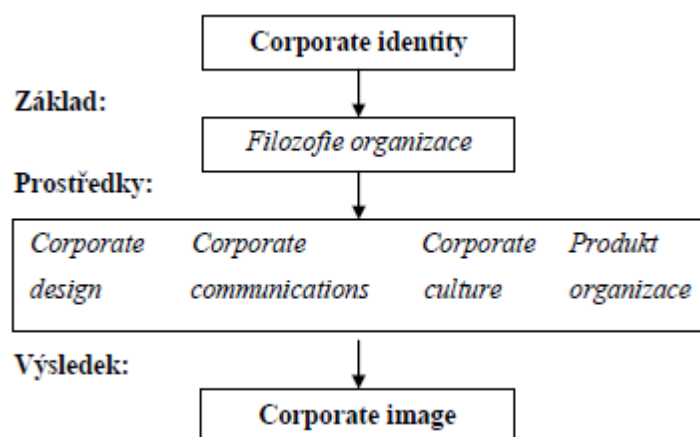 Corporate identity
Základ:
Filozofie organizace
Prostředky:
Corporate Corporate Corporate Produkt
design communications culture organizace
Výsledek:
Corporate image